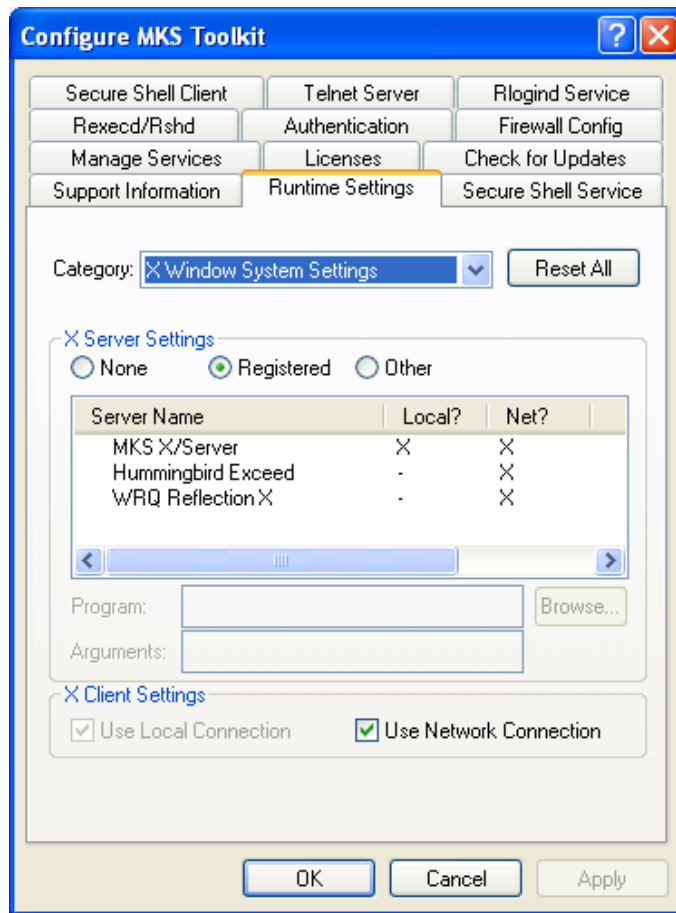 Configure MKS Toolkit
Secure Shell Client Telnet Server Rlogind Service
Rexecd/Rshd Authentication Firewall Config
Manage Services Licenses Check for Updates
Support Information Runtime Settings Secure Shell Service
Category: X Window System Settings Reset All
X Server Settings
None Registered Other
Server Name Local? Net?
MKS X/Server X X
Hummingbird Exceed - X
WRQ Reflection X - X
Program: Browse...
Arguments:
X Client Settings
Use Local Connection Use Network Connection
OK Cancel Apply